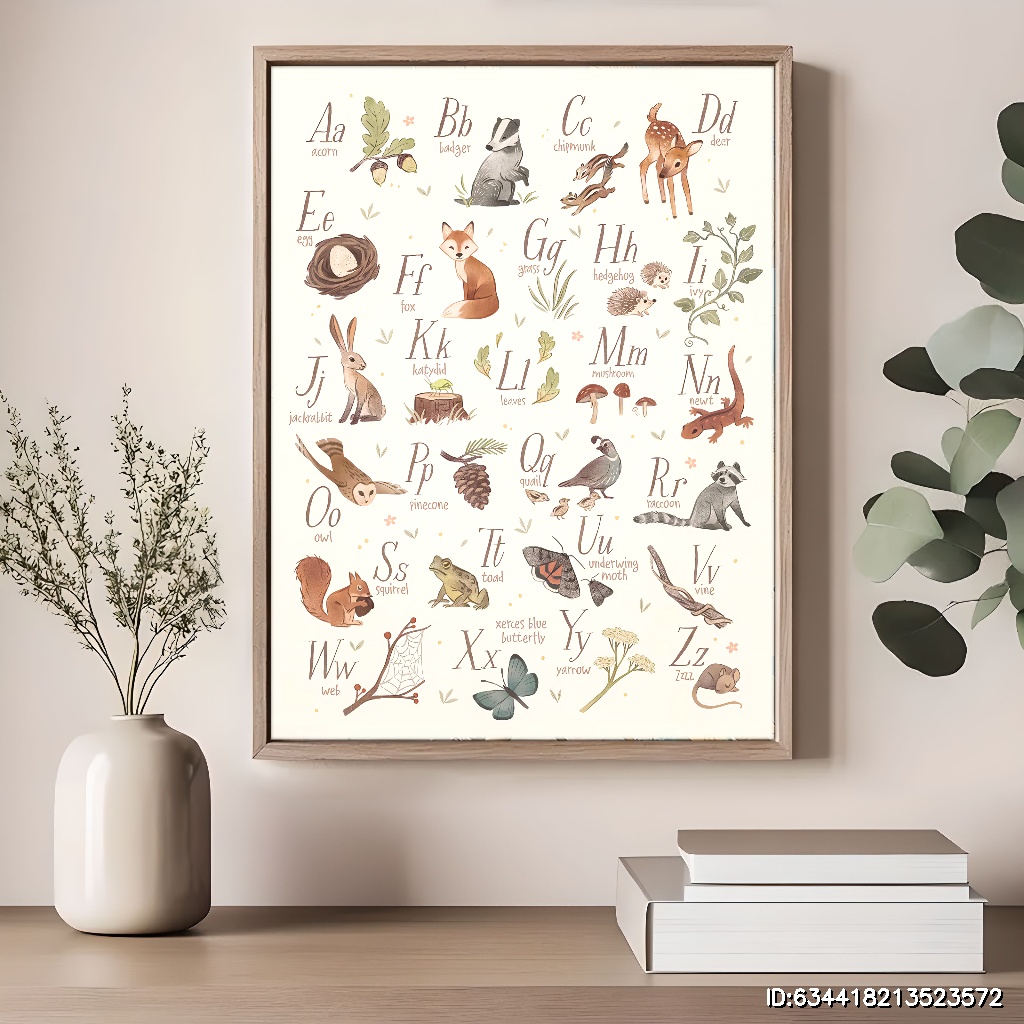 Aa
acorn
Bb
badger
Cc
chipmunk
Dd
deer
Ee
egg
Ff
fox
Gg
grass
Hh
hedgehog
Ii
ivy
Jj
jackrabbit
Kk
katydid
Ll
leaves
Mm
mushroom
Nn
newt
Oo
owl
Pp
pinecone
Qq
quail
Rr
raccoon
Ss
squirrel
Tt
toad
Uu
underwing
moth
Vv
vine
Ww
web
Xx
xerces blue
butterfly
Yy
yarrow
Zz
Zzzz
ID:634418213523572